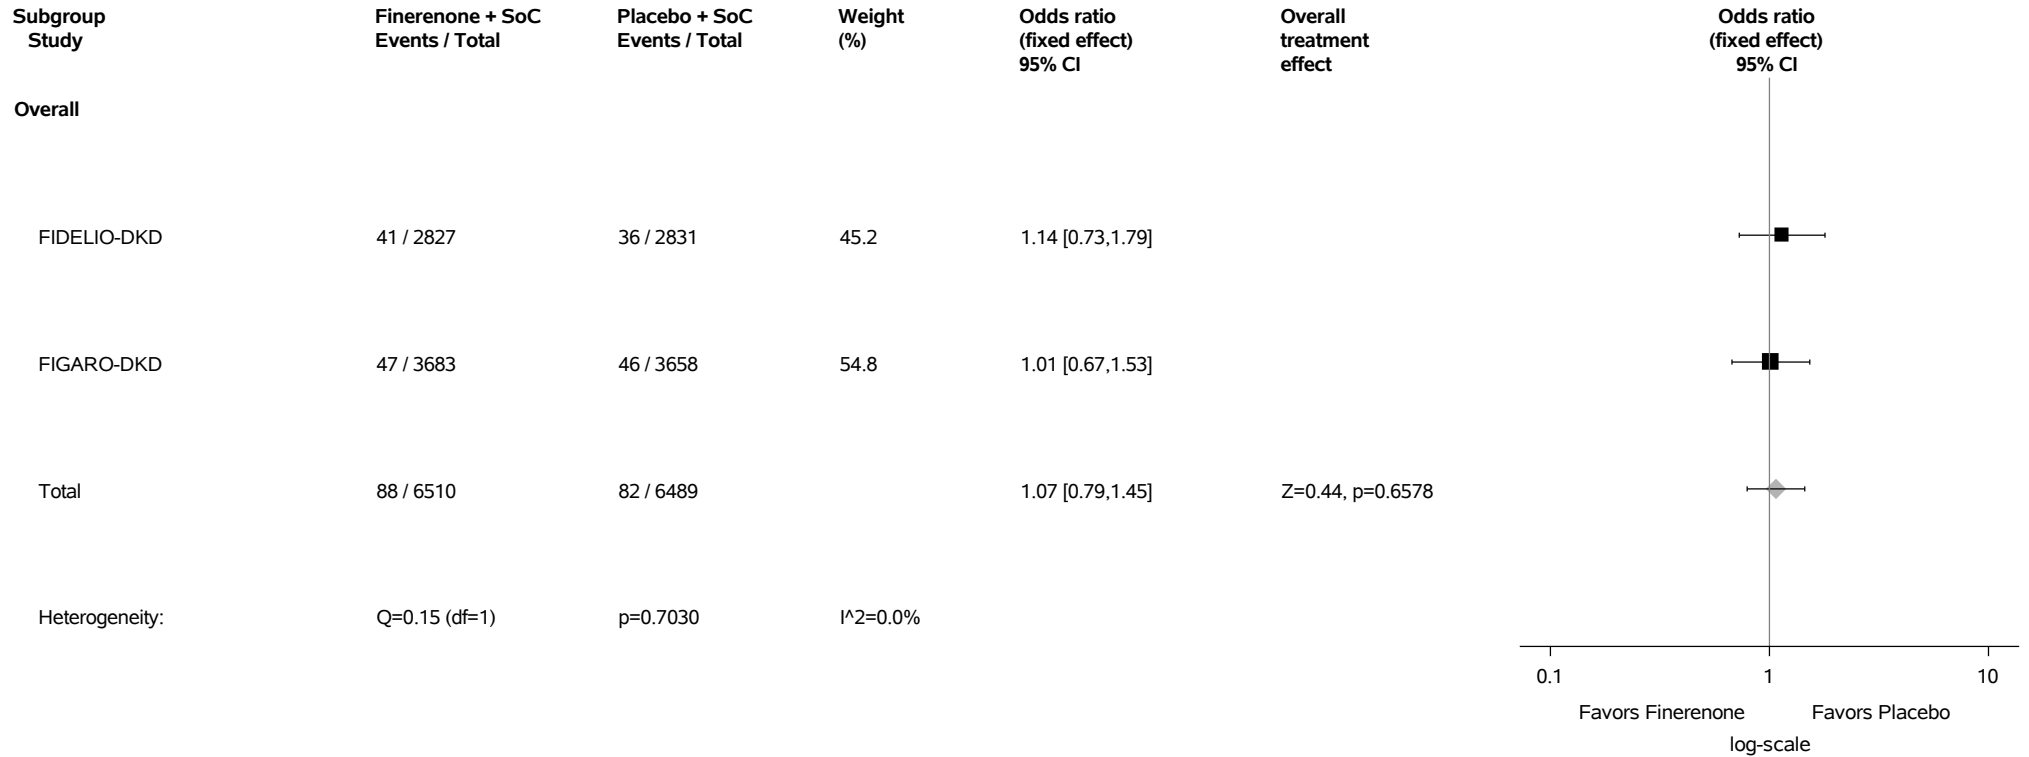 Subgroup Finerenone + SoC Placebo + SoC Weight Odds ratio Overall Odds ratio
Study Events / Total Events / Total (%) (fixed effect) treatment (fixed effect)
95% CI effect 95% CI
Overall
FIDELIO-DKD 41 / 2827 36 / 2831 45.2 1.14 [0.73,1.79]
FIGARO-DKD 47 / 3683 46 / 3658 54.8 1.01 [0.67,1.53]
Total 88 / 6510 82 / 6489 1.07 [0.79,1.45] Z=0.44, p=0.6578
Heterogeneity: Q=0.15 (df=1) p=0.7030 I^2=0.0%
0.1 1 10
Favors Finerenone Favors Placebo
log-scale